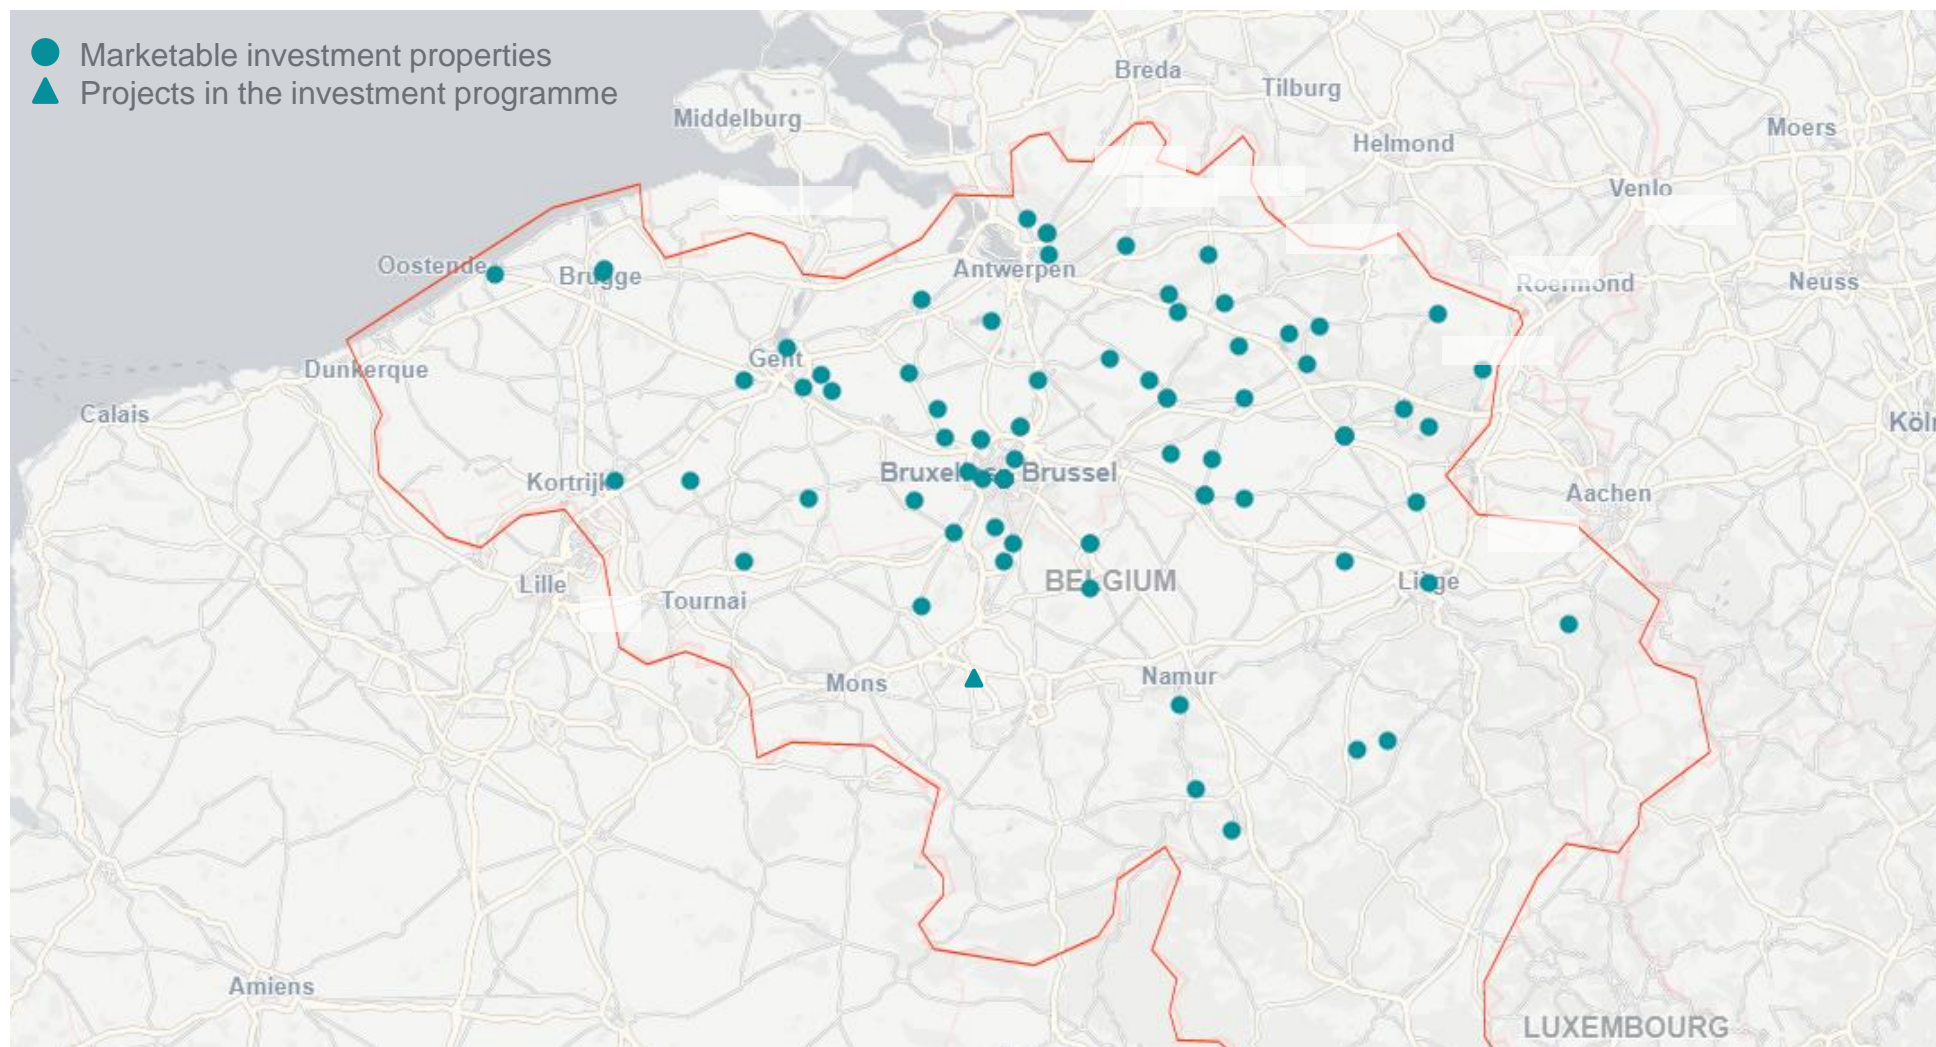 Marketable investment properties
Projects in the investment programme
Breda
Tilburg
Middelburg
Moers
Helmond
Venlo
Oostende
Brugge
Antwerpen
Roermond
Neuss
Gent
Dunkerque
Calais
Köln
Kortrijk
Bruxelles
Brussel
Aachen
Lille
BELGIUM
Liège
Tournai
Namur
Mons
Amiens
LUXEMBOURG